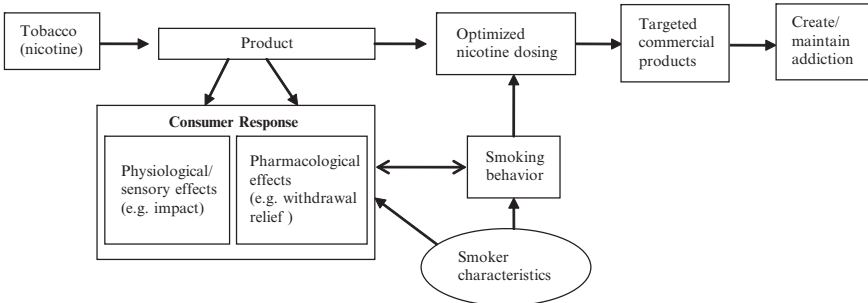 Tobacco
(nicotine)
Product
Optimized
nicotine dosing
Targeted
commercial
products
Create/
maintain
addiction
Consumer Response
Physiological/
sensory effects
(e.g. impact)
Pharmacological
effects
(e.g. withdrawal
relief )
Smoking
behavior
Smoker
characteristics